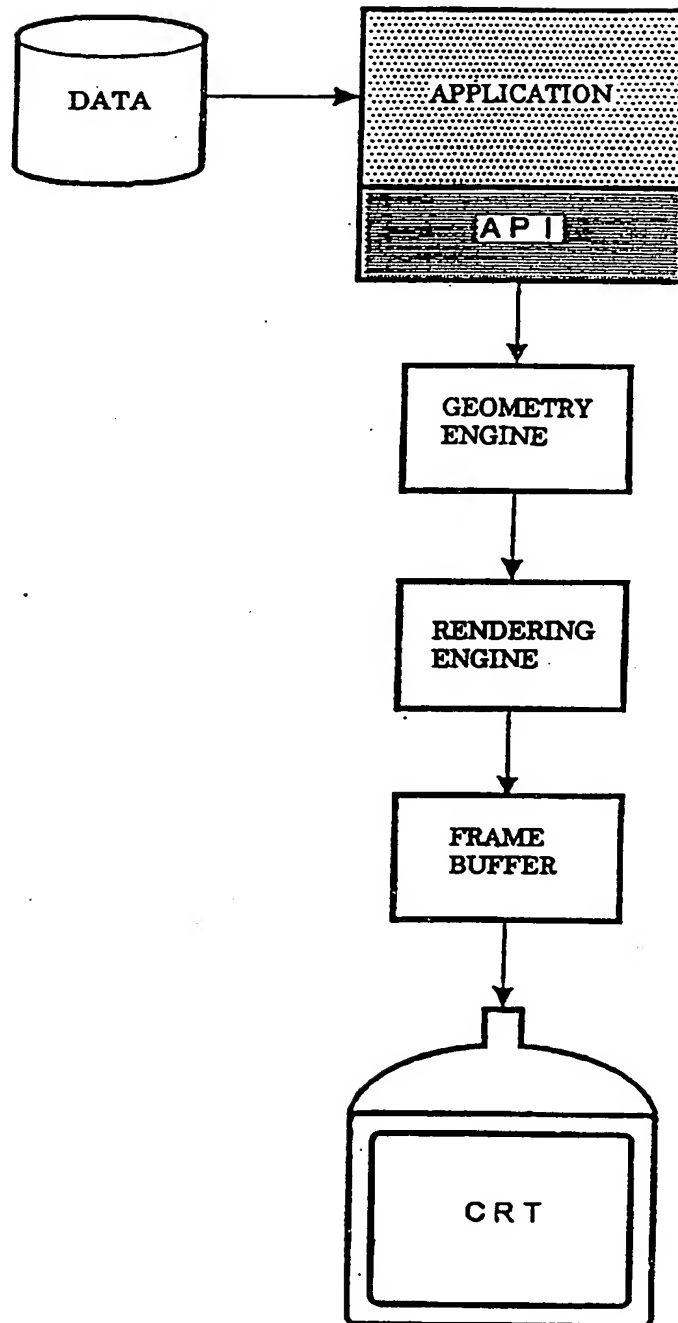 DATA
APPLICATION
API
GEOMETRY
ENGINE
RENDERING
ENGINE
FRAME
BUFFER
CRT